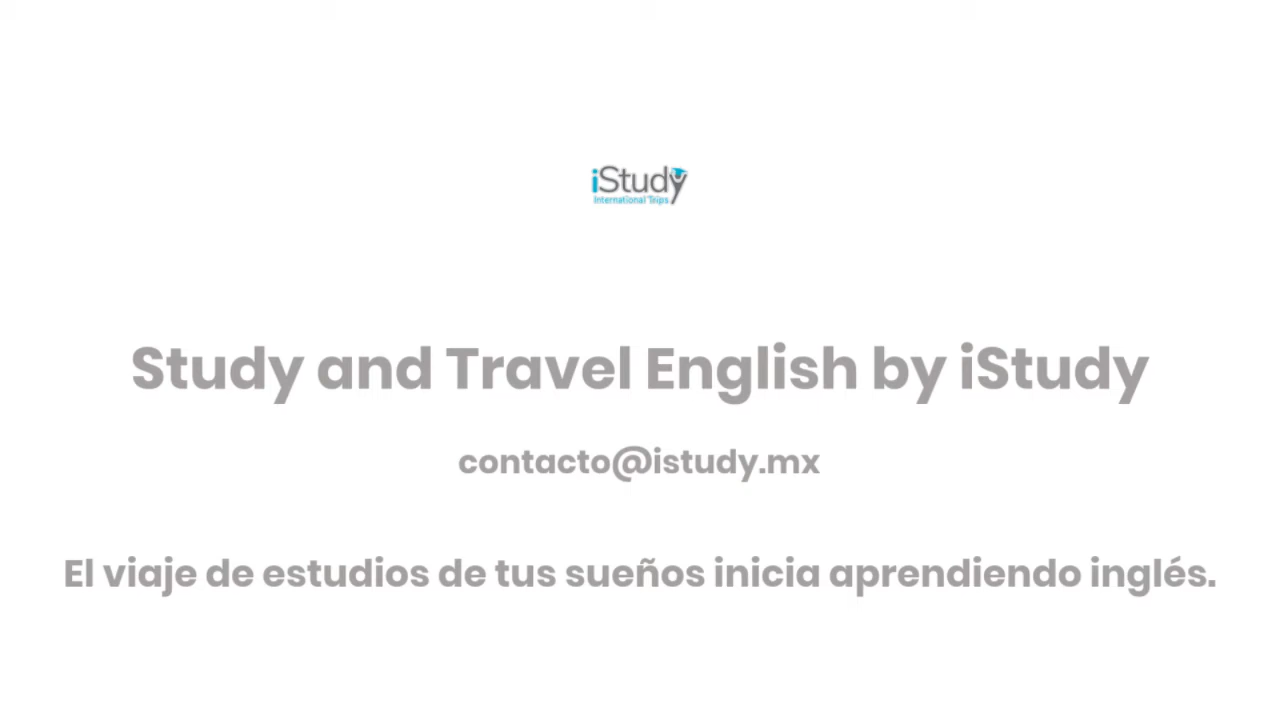 iStudy
International Trips
Study and Travel English by iStudy
contacto@istudy.mx
El viaje de estudios de tus sueños inicia aprendiendo inglés.